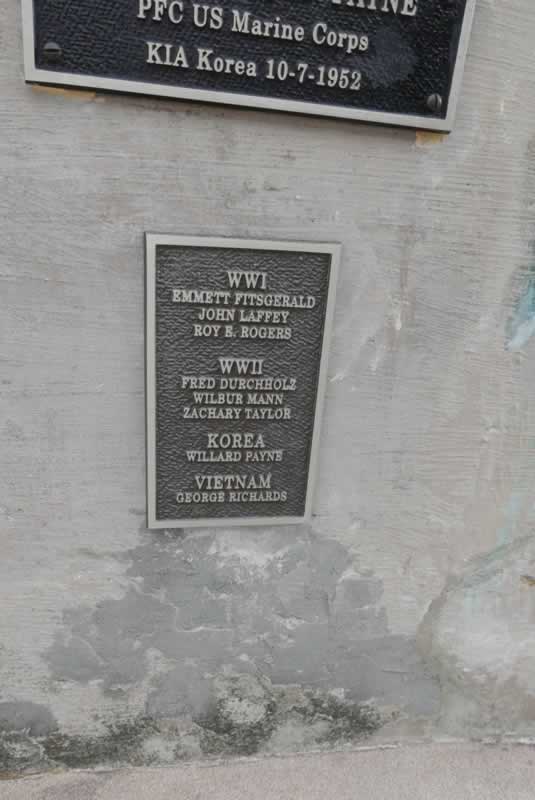 PAYNE
PFC US Marine Corps
KIA Korea 10-7-1952
WWI
EMMETT FITSGERALD
JOHN LAFFEY
ROY E. ROGERS
WWII
FRED DURCHHOLZ
WILBUR MANN
ZACHARY TAYLOR
KOREA
WILLARD PAYNE
VIETNAM
GEORGE RICHARDS